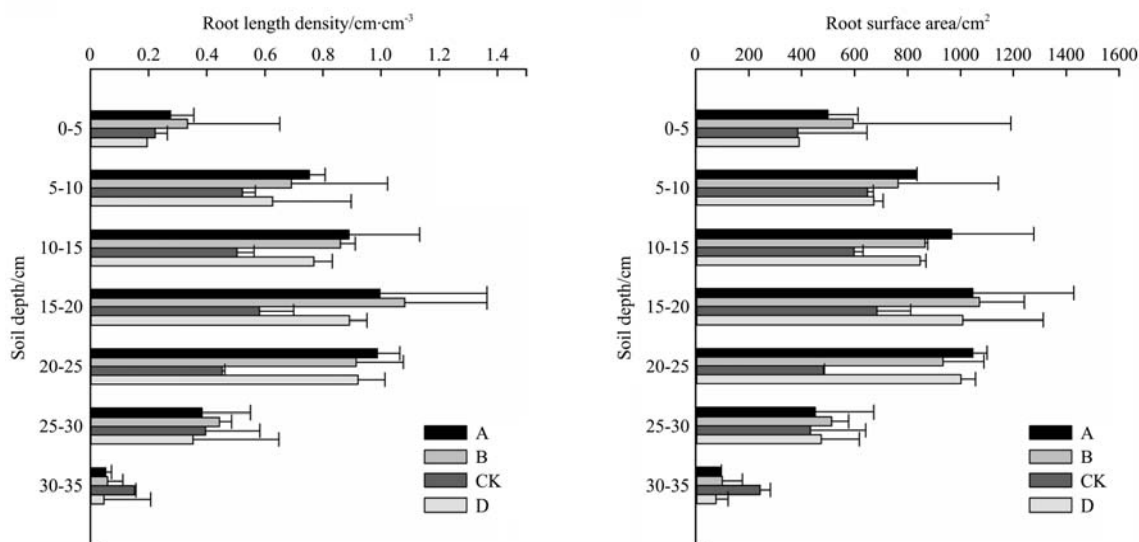 Root length density/cm·cm⁻³
0 0.2 0.4 0.6 0.8 1.0 1.2 1.4
Soil depth/cm
0-5
5-10
10-15
15-20
20-25
25-30
30-35
A
B
CK
D
Root surface area/cm²
0 200 400 600 800 1000 1200 1400 1600
Soil depth/cm
0-5
5-10
10-15
15-20
20-25
25-30
30-35
A
B
CK
D